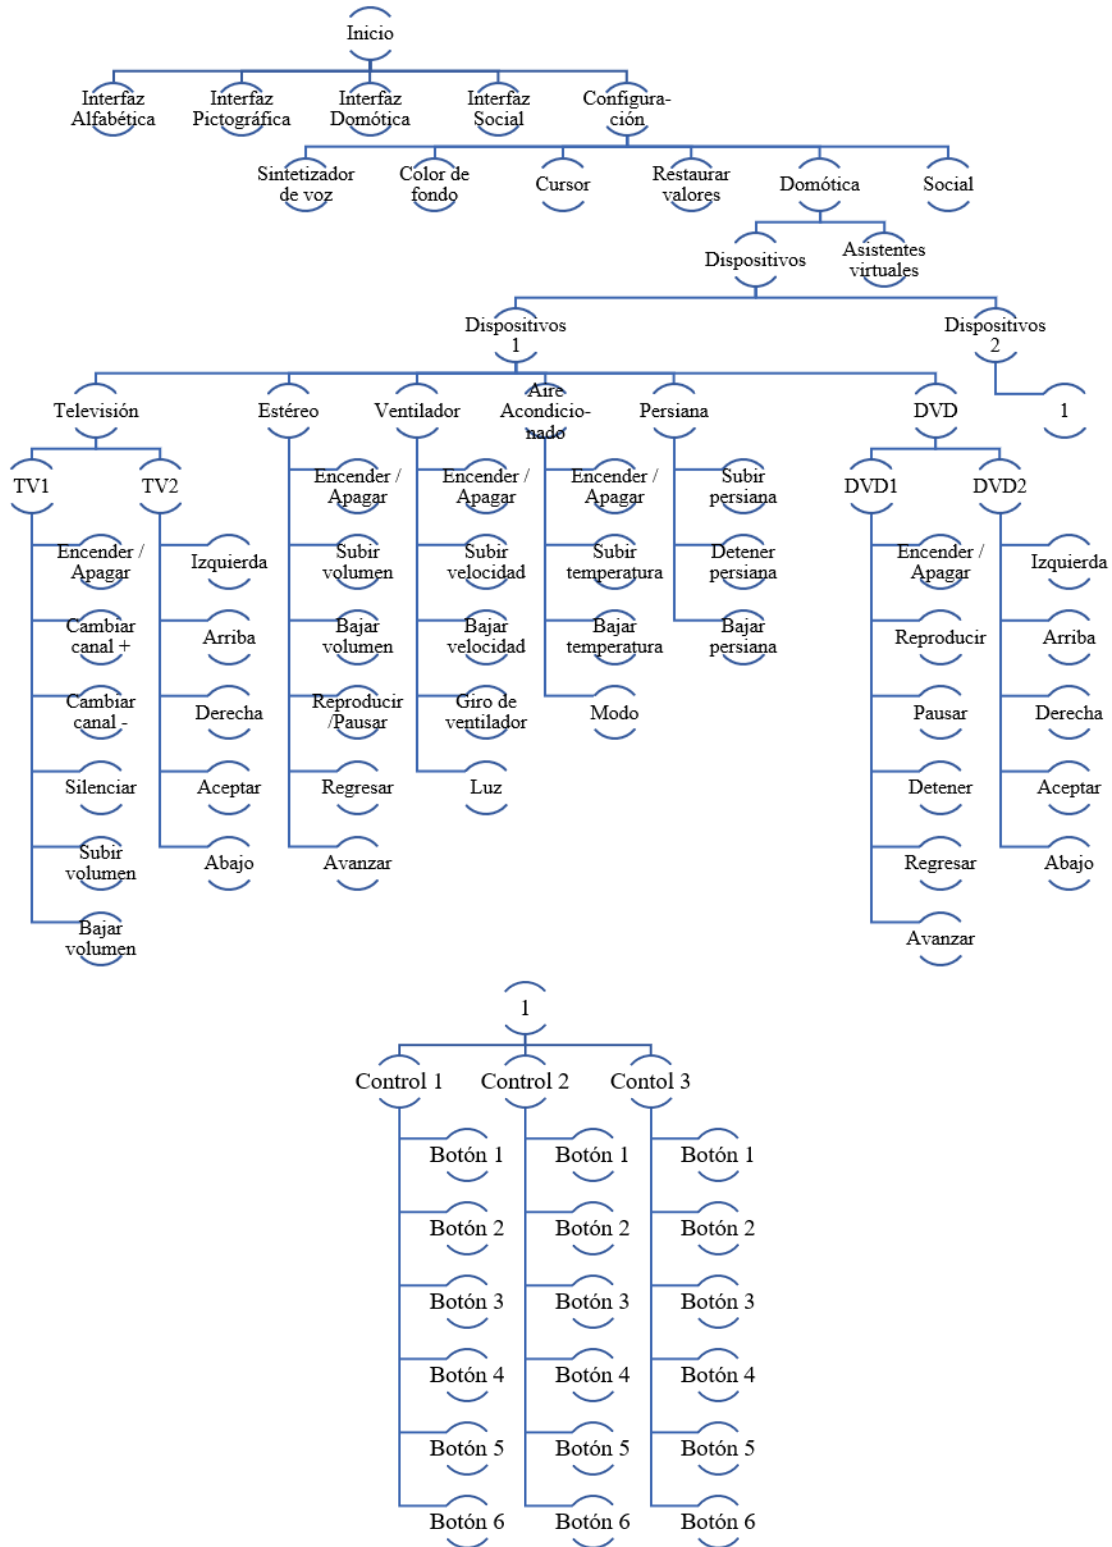 Inicio
Interfaz
Alfabética
Interfaz
Pictográfica
Interfaz
Domótica
Interfaz
Social
Configura-
ción
Sintetizador
de voz
Color de
fondo
Cursor
Restaurar
valores
Domótica
Social
Dispositivos
Asistentes
virtuales
Dispositivos
1
Dispositivos
2
Televisión
Estéreo
Ventilador
Aire
Acondicio-
nado
Persiana
DVD
1
TV1
TV2
Encender /
Apagar
Cambiar
canal +
Cambiar
canal -
Silenciar
Subir
volumen
Bajar
volumen
Izquierda
Arriba
Derecha
Aceptar
Abajo
Encender /
Apagar
Subir
volumen
Bajar
volumen
Reproducir
/Pausar
Regresar
Avanzar
Encender /
Apagar
Subir
velocidad
Bajar
velocidad
Giro de
ventilador
Luz
Encender /
Apagar
Subir
temperatura
Bajar
temperatura
Modo
Subir
persiana
Detener
persiana
Bajar
persiana
DVD1
DVD2
Encender /
Apagar
Reproducir
Pausar
Detener
Regresar
Avanzar
Izquierda
Arriba
Derecha
Aceptar
Abajo
1
Control 1
Control 2
Contol 3
Botón 1
Botón 2
Botón 3
Botón 4
Botón 5
Botón 6
Botón 1
Botón 2
Botón 3
Botón 4
Botón 5
Botón 6
Botón 1
Botón 2
Botón 3
Botón 4
Botón 5
Botón 6